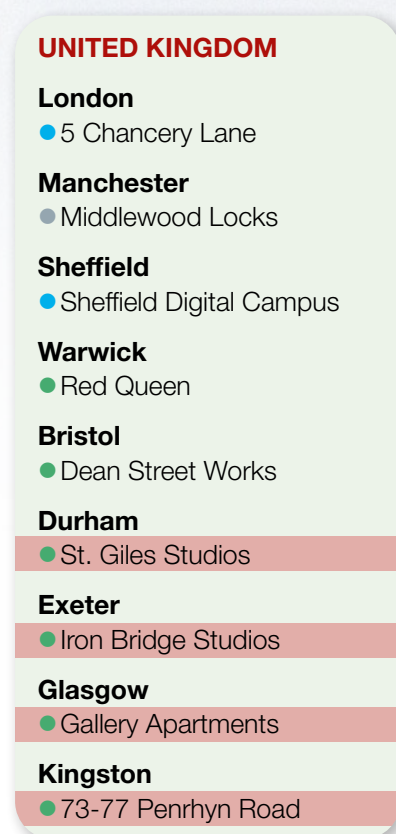 UNITED KINGDOM
London
● 5 Chancery Lane
Manchester
● Middlewood Locks
Sheffield
● Sheffield Digital Campus
Warwick
● Red Queen
Bristol
● Dean Street Works
Durham
● St. Giles Studios
Exeter
● Iron Bridge Studios
Glasgow
● Gallery Apartments
Kingston
● 73-77 Penrhyn Road